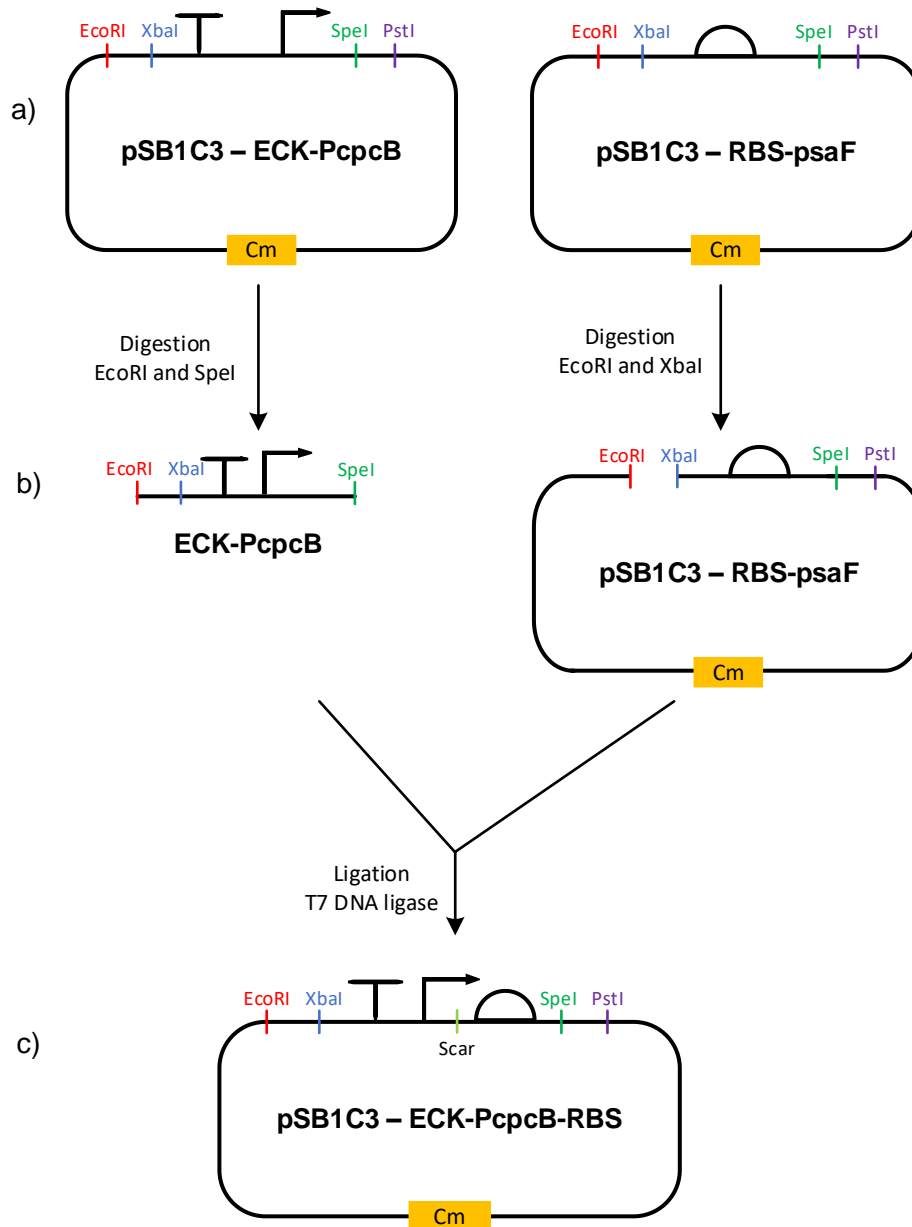 a)
EcoRI XbaI SpeI PstI
pSB1C3 – ECK-PcpcB
Cm
EcoRI XbaI SpeI PstI
pSB1C3 – RBS-psaF
Cm
Digestion
EcoRI and SpeI
Digestion
EcoRI and XbaI
b)
EcoRI XbaI SpeI
ECK-PcpcB
EcoRI XbaI SpeI PstI
pSB1C3 – RBS-psaF
Cm
Ligation
T7 DNA ligase
c)
EcoRI XbaI SpeI PstI
Scar
pSB1C3 – ECK-PcpcB-RBS
Cm